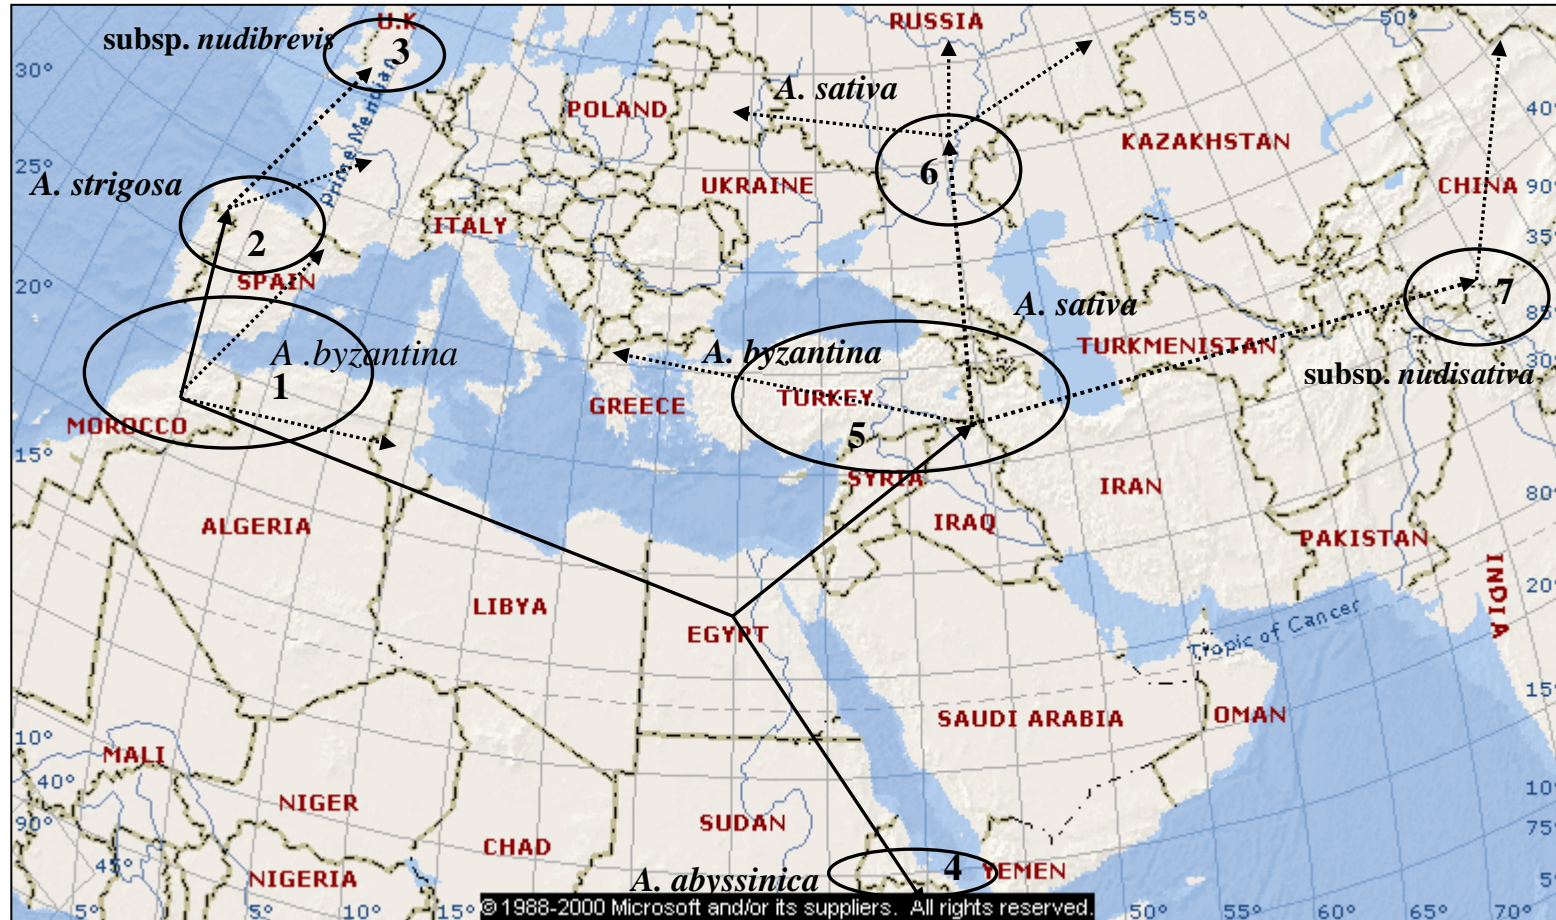 U.K.
RUSSIA
55°
50°
subsp. nudibrevis
3
30°
A. sativa
POLAND
40°
KAZAKHSTAN
Prime Meridian
25°
A. strigosa
6
UKRAINE
CHINA
90°
ITALY
2
35°
SPAIN
20°
7
A. sativa
85°
A .byzantina
A. byzantina
TURKMENISTAN
30°
1
subsp. nudisativa
TURKEY
GREECE
MOROCCO
5
15°
SYRIA
IRAN
80°
ALGERIA
IRAQ
PAKISTAN
INDIA
20°
LIBYA
Tropic of Cancer
EGYPT
15°
SAUDI ARABIA
OMAN
10°
MALI
40°
10°
NIGER
90°
SUDAN
75°
CHAD
45°
4
YEMEN
NIGERIA
A. abyssinica
5°
5°
5°
10°
15°
© 1988-2000 Microsoft and/or its suppliers. All rights reserved.
50°
55°
60°
65°
70°